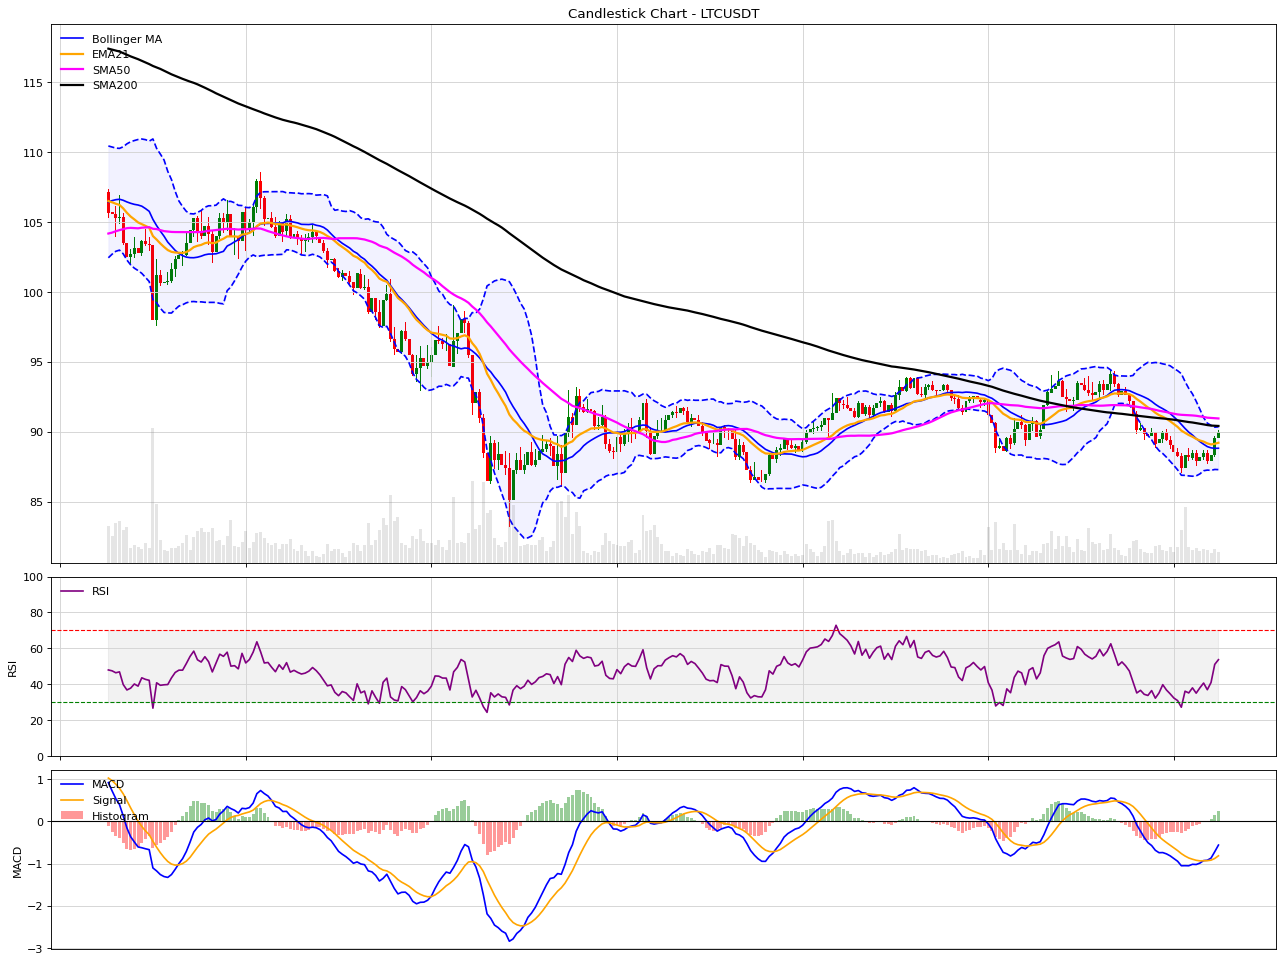 Candlestick Chart - LTCUSDT
Bollinger MA
EMA21
SMA50
SMA200
115
110
105
100
95
90
85
RSI
100
80
60
40
20
0
RSI
MACD
Signal
Histogram
1
0
−1
−2
−3
MACD